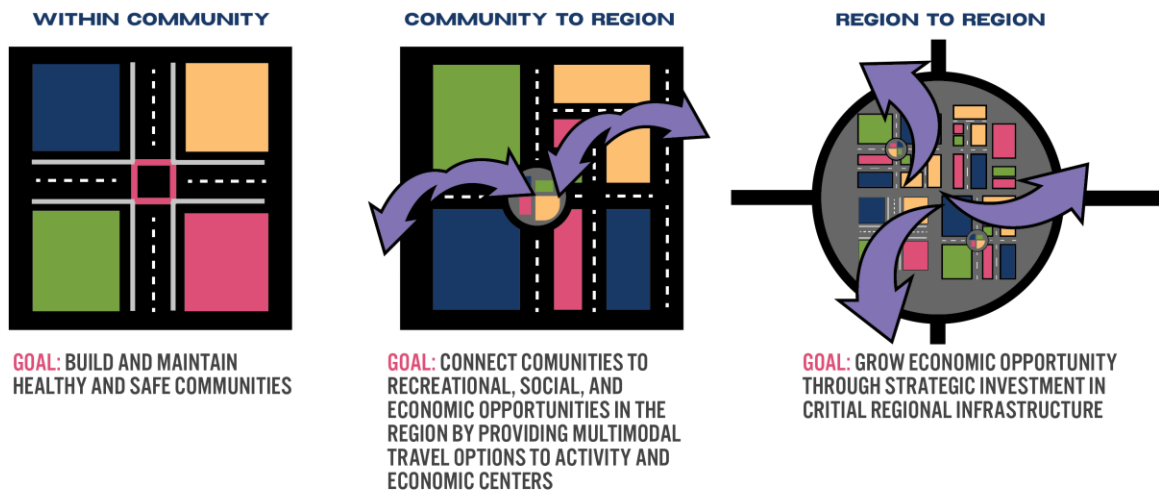 WITHIN COMMUNITY
GOAL: BUILD AND MAINTAIN
HEALTHY AND SAFE COMMUNITIES
COMMUNITY TO REGION
GOAL: CONNECT COMUNITIES TO
RECREATIONAL, SOCIAL, AND
ECONOMIC OPPORTUNITIES IN THE
REGION BY PROVIDING MULTIMODAL
TRAVEL OPTIONS TO ACTIVITY AND
ECONOMIC CENTERS
REGION TO REGION
GOAL: GROW ECONOMIC OPPORTUNITY
THROUGH STRATEGIC INVESTMENT IN
CRITIAL REGIONAL INFRASTRUCTURE